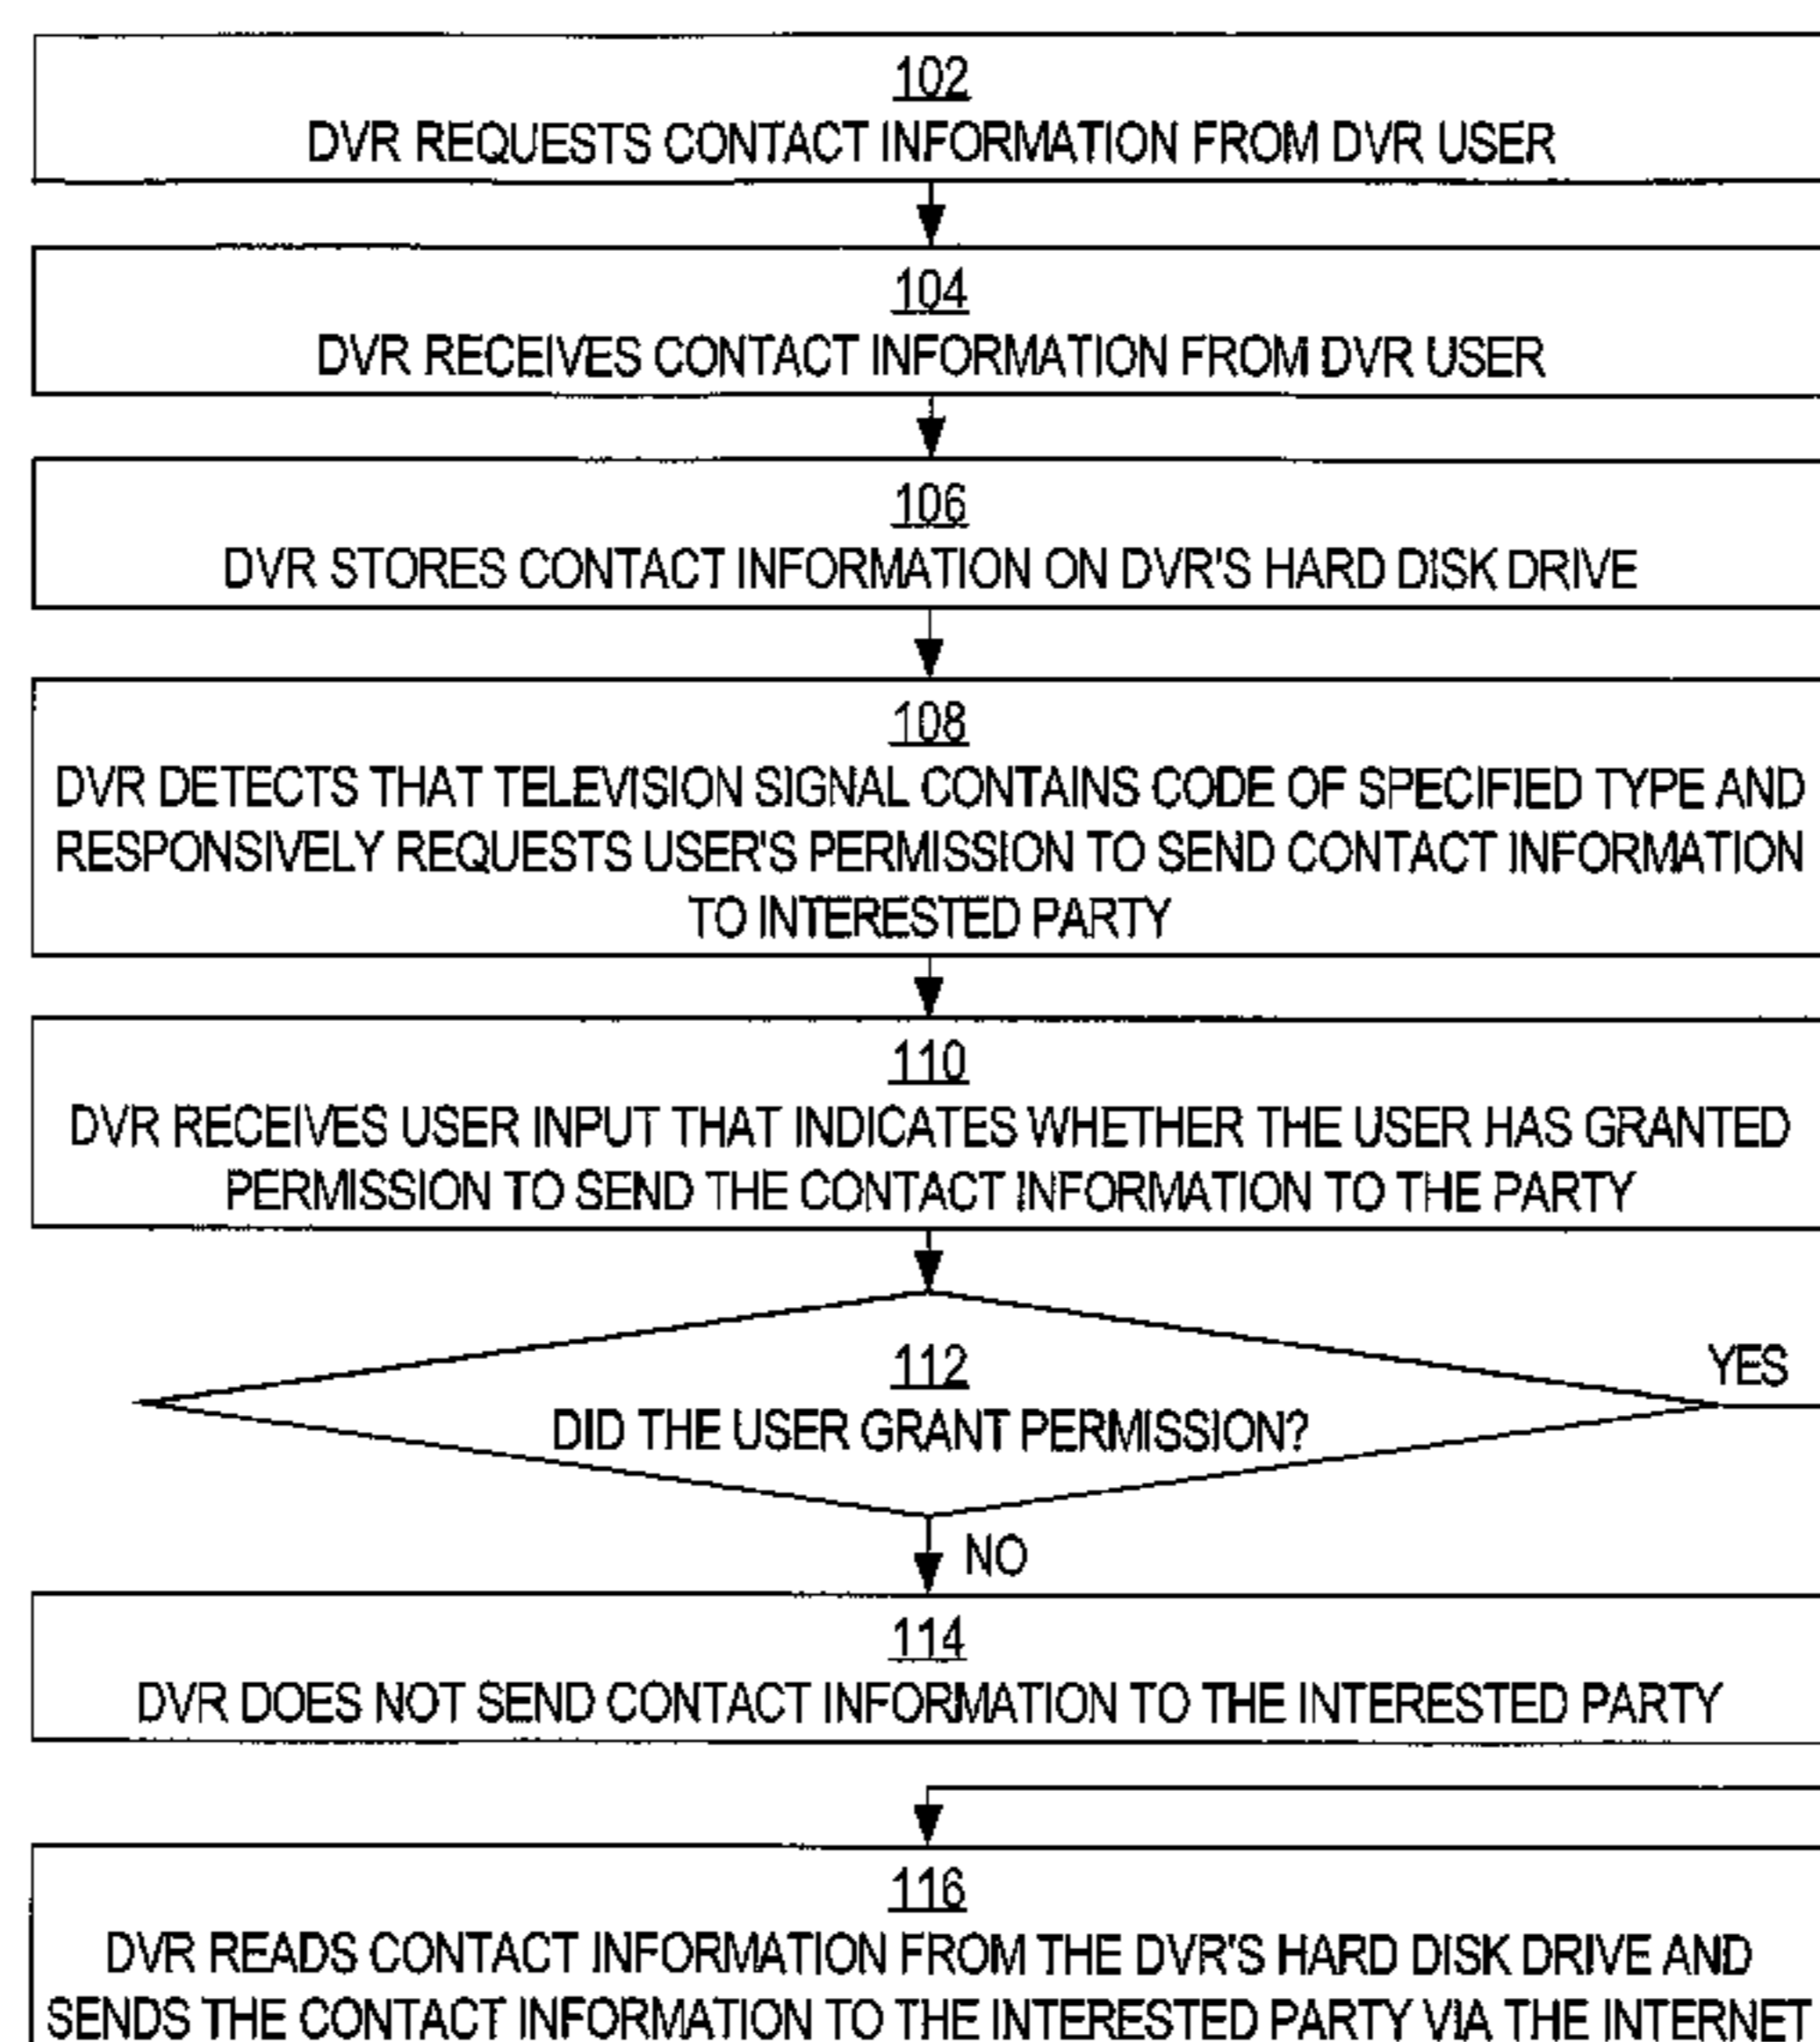 102
DVR REQUESTS CONTACT INFORMATION FROM DVR USER
104
DVR RECEIVES CONTACT INFORMATION FROM DVR USER
106
DVR STORES CONTACT INFORMATION ON DVR'S HARD DISK DRIVE
108
DVR DETECTS THAT TELEVISION SIGNAL CONTAINS CODE OF SPECIFIED TYPE AND
RESPONSIVELY REQUESTS USER'S PERMISSION TO SEND CONTACT INFORMATION
TO INTERESTED PARTY
110
DVR RECEIVES USER INPUT THAT INDICATES WHETHER THE USER HAS GRANTED
PERMISSION TO SEND THE CONTACT INFORMATION TO THE PARTY
112
DID THE USER GRANT PERMISSION?
YES
NO
114
DVR DOES NOT SEND CONTACT INFORMATION TO THE INTERESTED PARTY
116
DVR READS CONTACT INFORMATION FROM THE DVR'S HARD DISK DRIVE AND
SENDS THE CONTACT INFORMATION TO THE INTERESTED PARTY VIA THE INTERNET